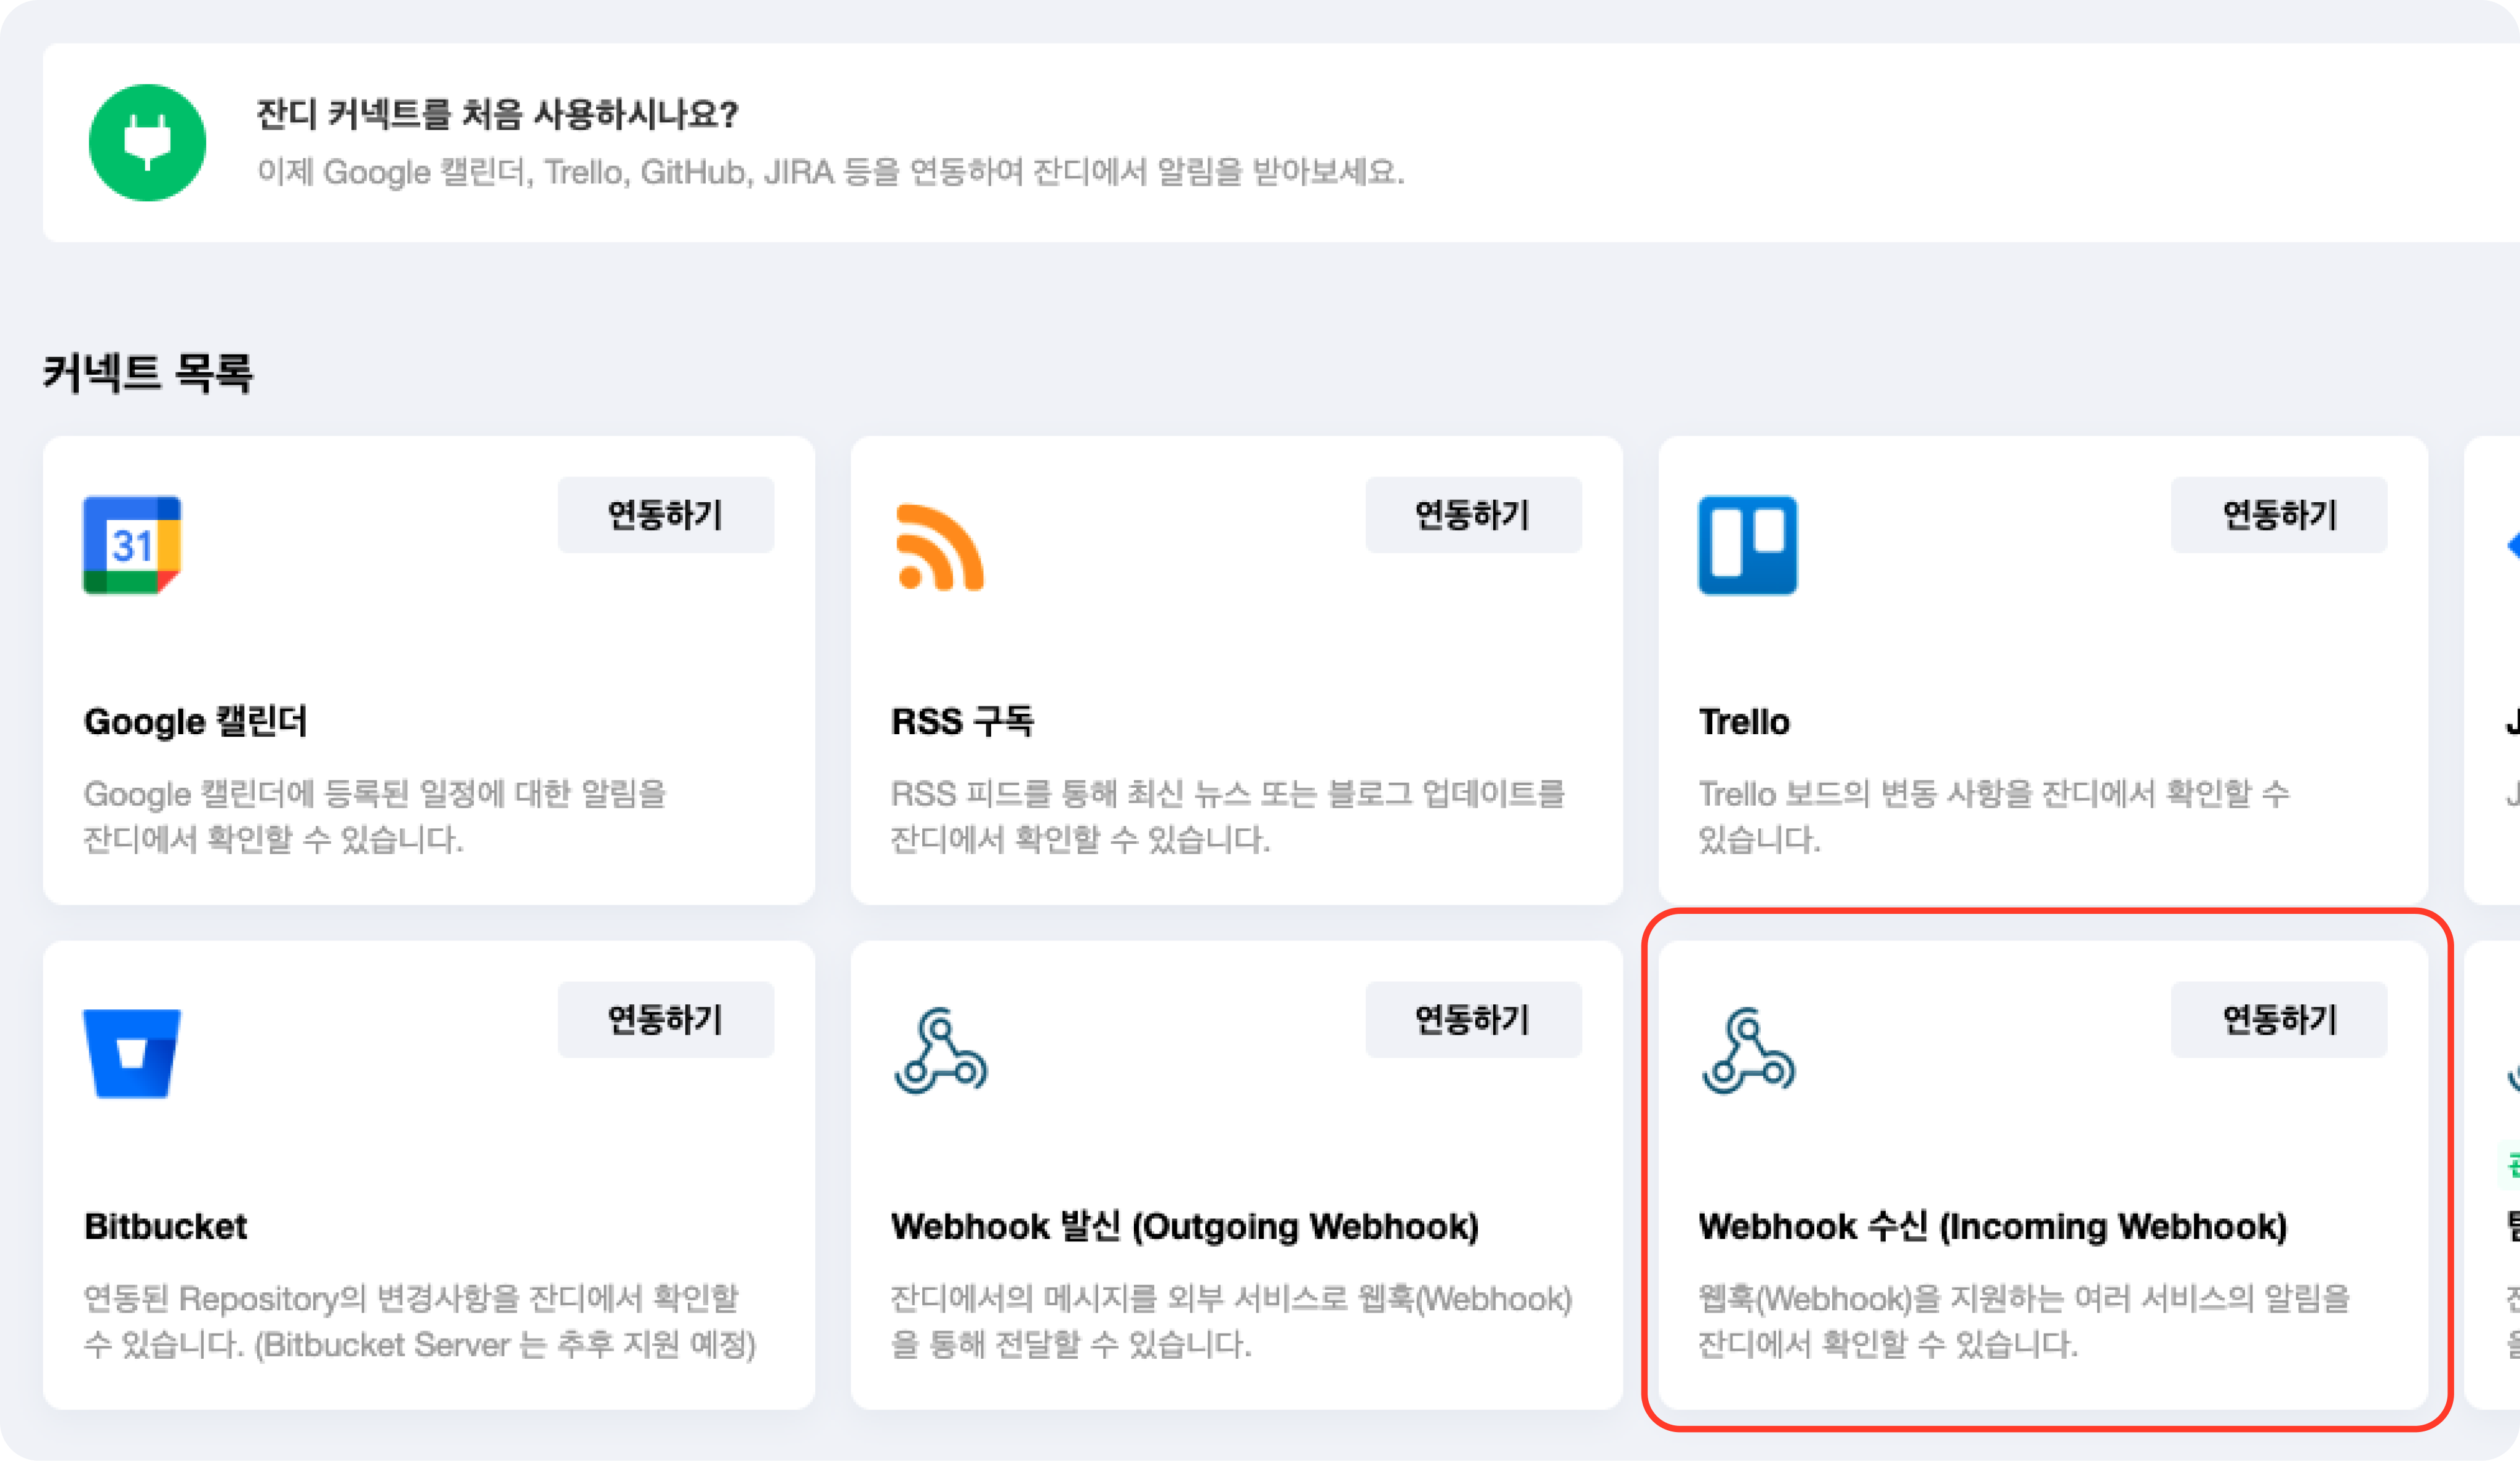 잔디 커넥트를 처음 사용하시나요?
이제 Google 캘린더, Trello, GitHub, JIRA 등을 연동하여 잔디에서 알림을 받아보세요.
커넥트 목록
31
연동하기
Google 캘린더
Google 캘린더에 등록된 일정에 대한 알림을
잔디에서 확인할 수 있습니다.
연동하기
RSS 구독
RSS 피드를 통해 최신 뉴스 또는 블로그 업데이트를
잔디에서 확인할 수 있습니다.
연동하기
Trello
Trello 보드의 변동 사항을 잔디에서 확인할 수
있습니다.
연동하기
Bitbucket
연동된 Repository의 변경사항을 잔디에서 확인할
수 있습니다. (Bitbucket Server 는 추후 지원 예정)
연동하기
Webhook 발신 (Outgoing Webhook)
잔디에서의 메시지를 외부 서비스로 웹훅(Webhook)
을 통해 전달할 수 있습니다.
연동하기
Webhook 수신 (Incoming Webhook)
웹훅(Webhook)을 지원하는 여러 서비스의 알림을
잔디에서 확인할 수 있습니다.